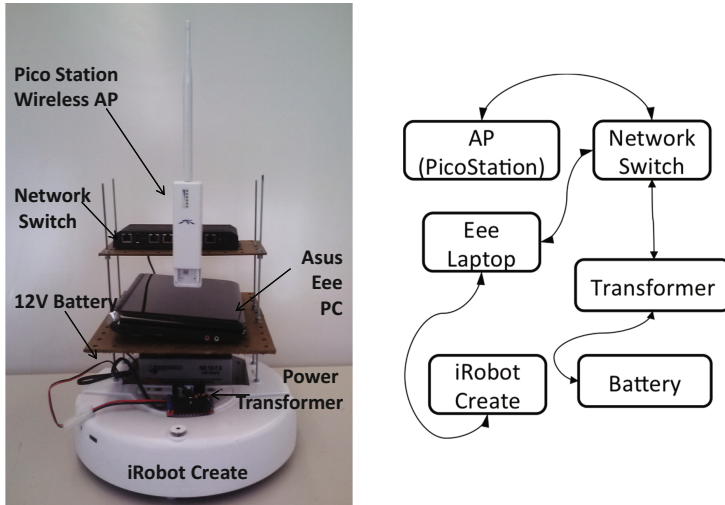 Pico Station
Wireless AP
Network
Switch
Asus
Eee
PC
12V Battery
Power
Transformer
iRobot Create
AP
(PicoStation)
Network
Switch
Eee
Laptop
Transformer
iRobot
Create
Battery